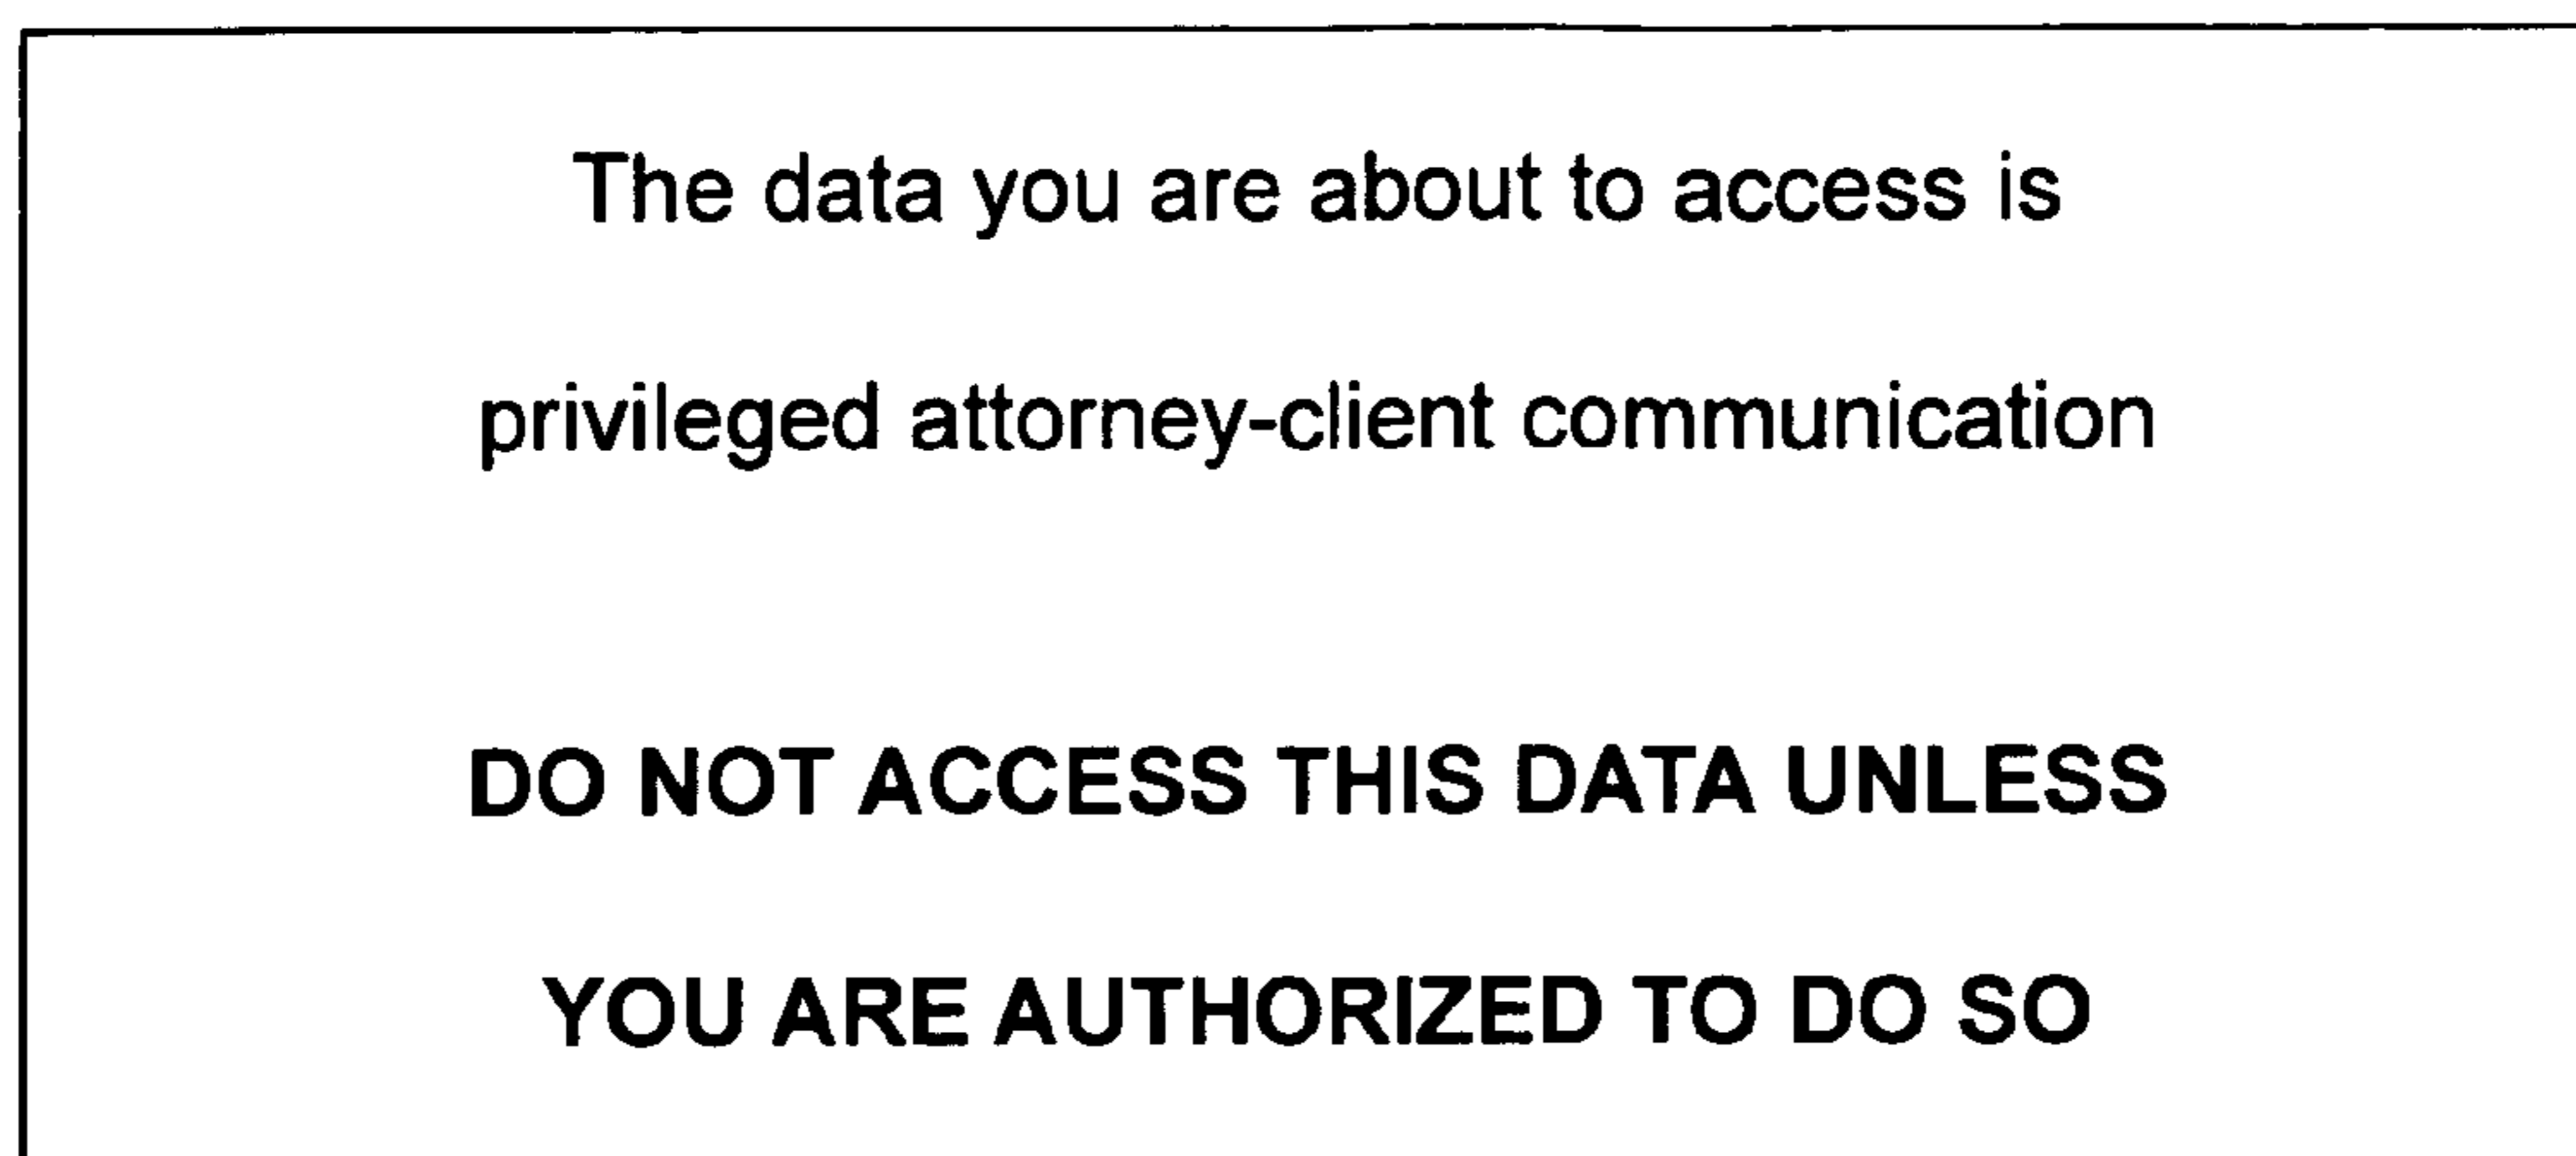 The data you are about to access is
privileged attorney-client communication
DO NOT ACCESS THIS DATA UNLESS
YOU ARE AUTHORIZED TO DO SO